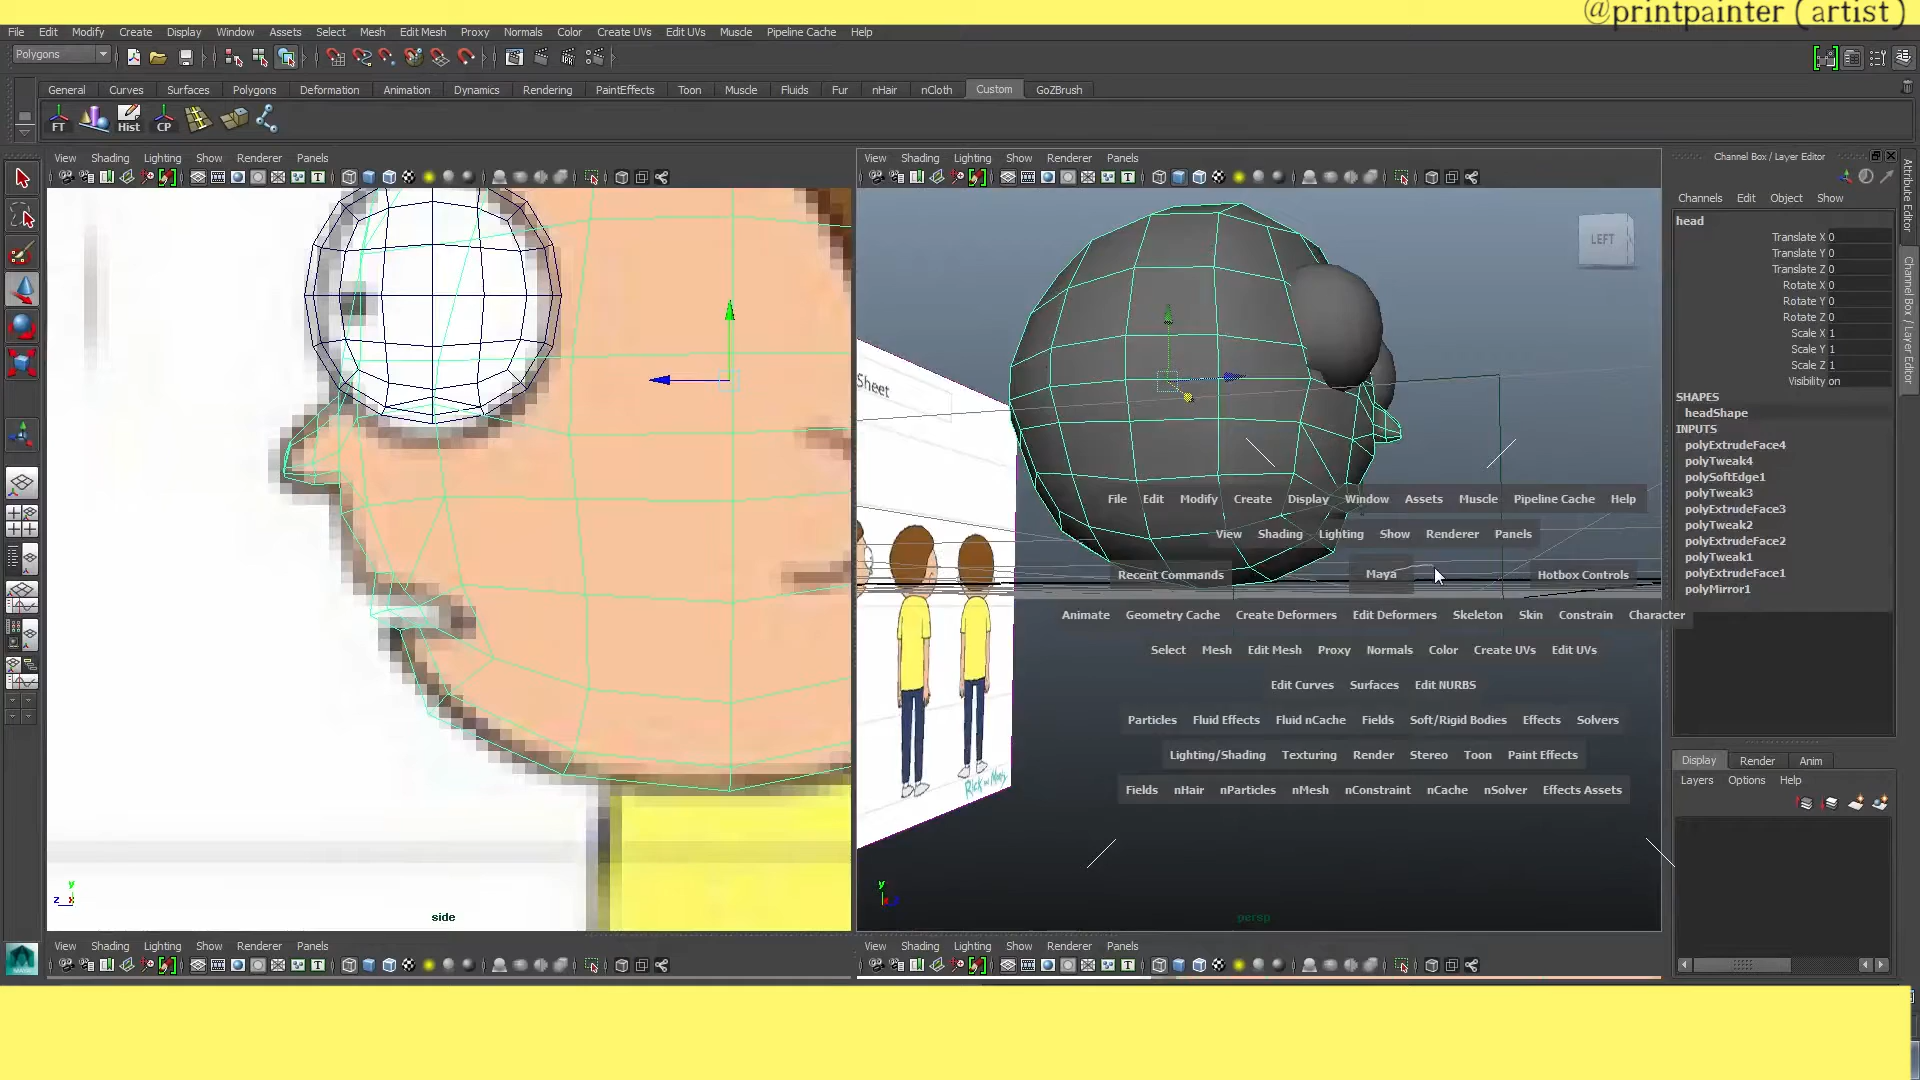 @printpainter (artist)
File Edit Modify Create Display Window Assets Select Mesh Edit Mesh Proxy Normals Color Create UVs Edit UVs Muscle Pipeline Cache Help
Polygons
General Curves Surfaces Polygons Deformation Animation Dynamics Rendering PaintEffects Toon Muscle Fluids Fur nHair nCloth Custom GoZBrush
FT Hist CP
View Shading Lighting Show Renderer Panels
View Shading Lighting Show Renderer Panels
Channel Box / Layer Editor
Channels Edit Object Show
Attribute Editor
Channel Box / Layer Editor
head
Translate X 0
Translate Y 0
Translate Z 0
Rotate X 0
Rotate Y 0
Rotate Z 0
Scale X 1
Scale Y 1
Scale Z 1
Visibility on
SHAPES
headShape
INPUTS
polyExtrudeFace4
polyTweak4
polySoftEdge1
polyTweak3
polyExtrudeFace3
polyTweak2
polyExtrudeFace2
polyTweak1
polyExtrudeFace1
polyMirror1
LEFT
Sheet
File Edit Modify Create Display Window Assets Muscle Pipeline Cache Help
View Shading Lighting Show Renderer Panels
Recent Commands Maya Hotbox Controls
Animate Geometry Cache Create Deformers Edit Deformers Skeleton Skin Constrain Character
Select Mesh Edit Mesh Proxy Normals Color Create UVs Edit UVs
Edit Curves Surfaces Edit NURBS
Particles Fluid Effects Fluid nCache Fields Soft/Rigid Bodies Effects Solvers
Lighting/Shading Texturing Render Stereo Toon Paint Effects
Fields nHair nParticles nMesh nConstraint nCache nSolver Effects Assets
y
z x
side
y
persp
Display Render Anim
Layers Options Help
View Shading Lighting Show Renderer Panels
View Shading Lighting Show Renderer Panels